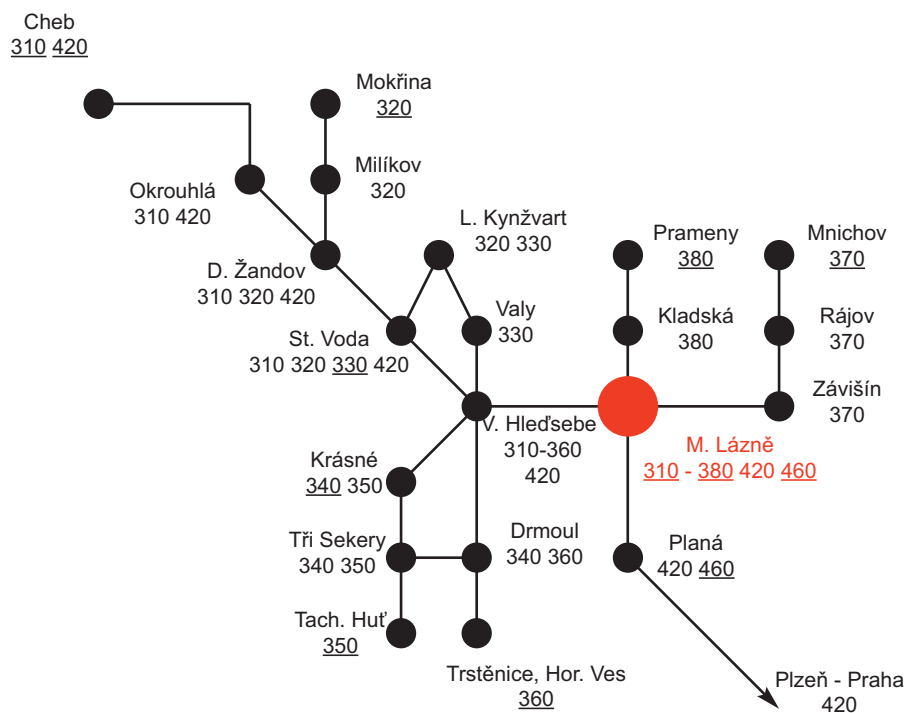 Cheb
310 420
Mokřina
320
Milíkov
320
Okrouhlá
310 420
L. Kynžvart
320 330
Prameny
380
Mnichov
370
D. Žandov
310 320 420
Valy
330
Kladská
380
Rájov
370
St. Voda
310 320 330 420
Závišín
370
V. Hleďsebe
310-360
420
M. Lázně
310 - 380 420 460
Krásné
340 350
Tři Sekery
340 350
Drmoul
340 360
Planá
420 460
Tach. Huť
350
Trstěnice, Hor. Ves
360
Plzeň - Praha
420